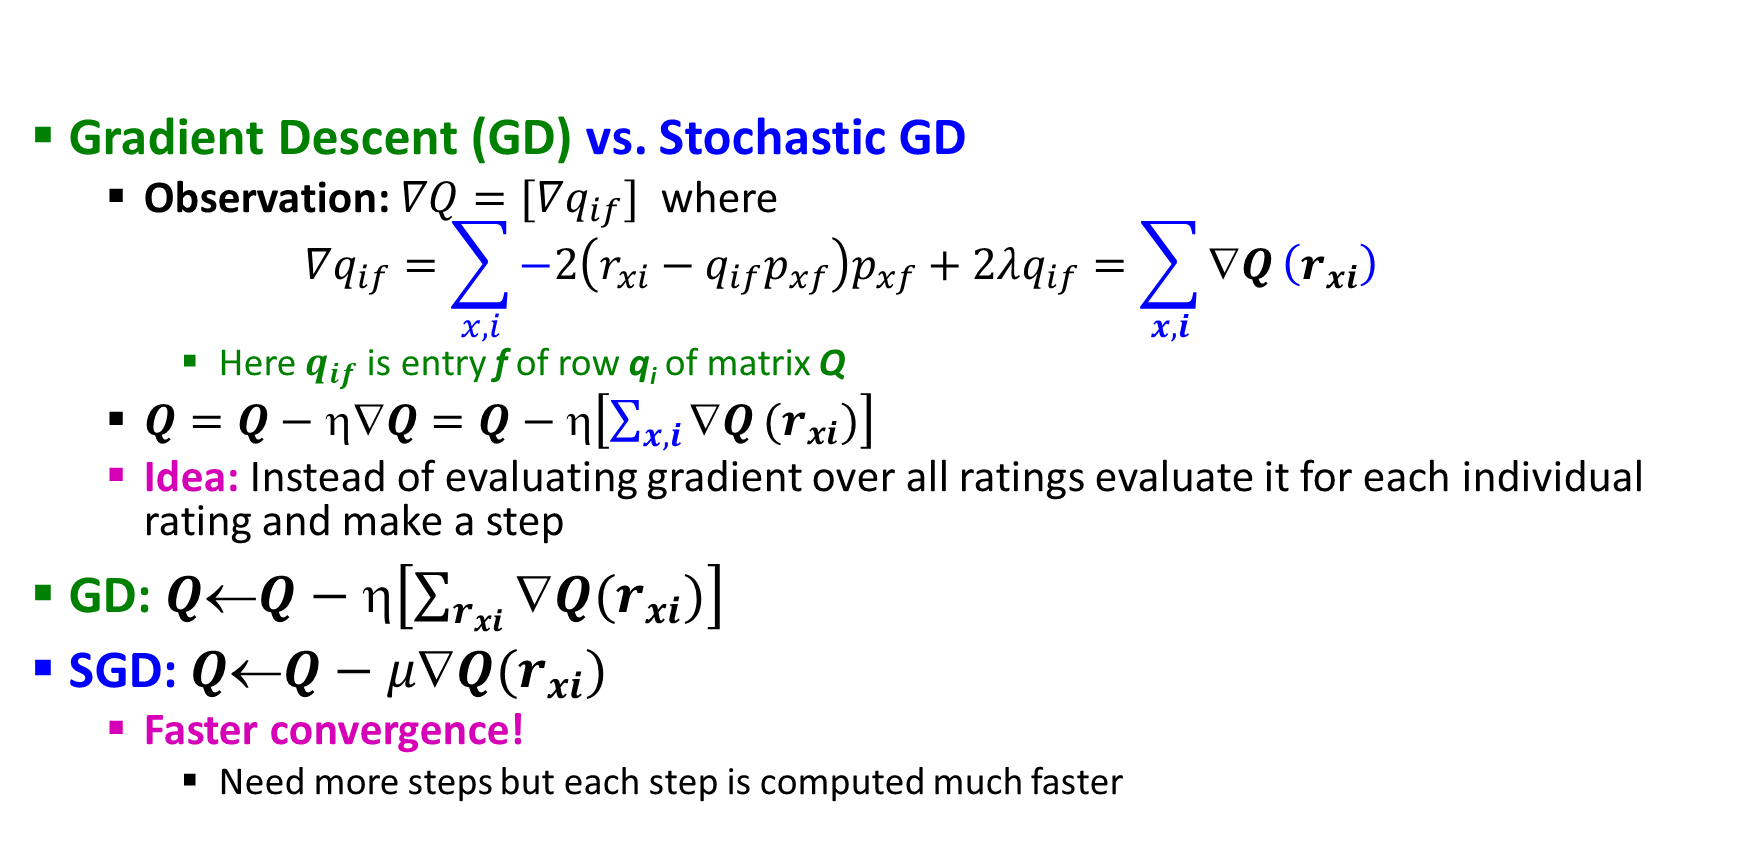 ▪ Gradient Descent (GD) vs. Stochastic GD
▪ Observation: ∇Q = [∇q_if] where
∇q_if = ∑_{x,i} −2(r_xi − q_if p_xf)p_xf + 2λq_if = ∑_{x,i} ∇Q (r_xi)
▪ Here q_if is entry f of row q_i of matrix Q
▪ Q = Q − η∇Q = Q − η[∑_{x,i} ∇Q (r_xi)]
▪ Idea: Instead of evaluating gradient over all ratings evaluate it for each individual
rating and make a step
▪ GD: Q←Q − η[∑_{r_xi} ∇Q(r_xi)]
▪ SGD: Q←Q − μ∇Q(r_xi)
▪ Faster convergence!
▪ Need more steps but each step is computed much faster